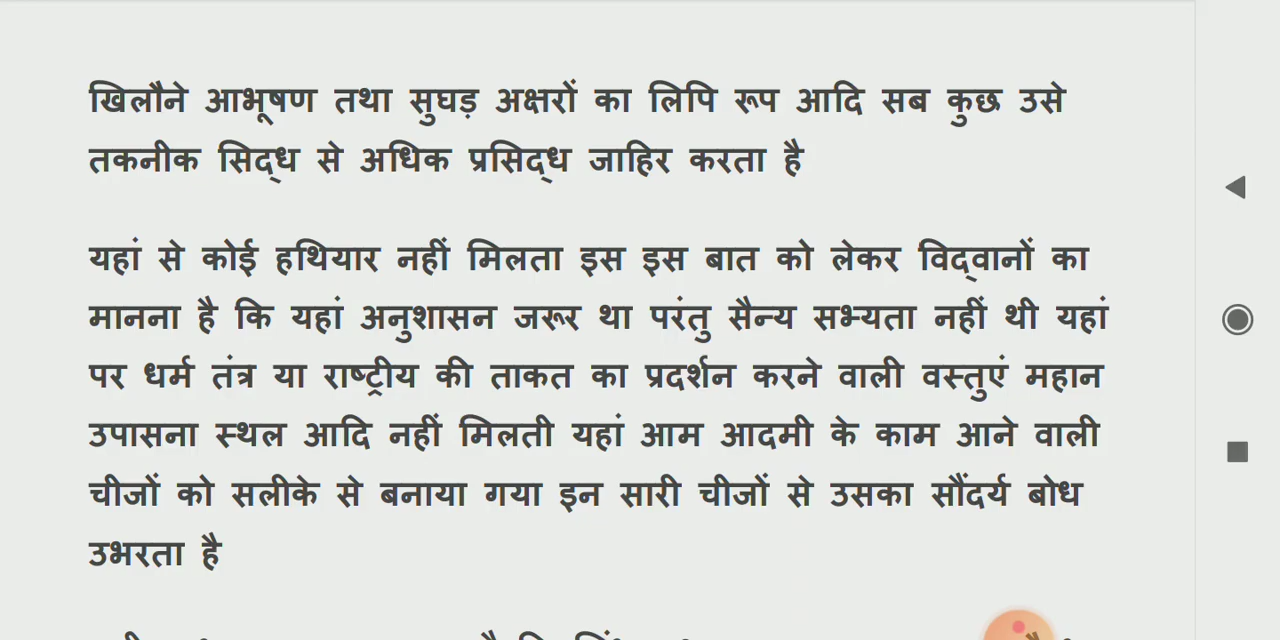 खिलौने आभूषण तथा सुघड़ अक्षरों का लिपि रूप आदि सब कुछ उसे
तकनीक सिद्ध से अधिक प्रसिद्ध जाहिर करता है
यहां से कोई हथियार नहीं मिलता इस इस बात को लेकर विद्वानों का
मानना है कि यहां अनुशासन जरूर था परंतु सैन्य सभ्यता नहीं थी यहां
पर धर्म तंत्र या राष्ट्रीय की ताकत का प्रदर्शन करने वाली वस्तुएं महान
उपासना स्थल आदि नहीं मिलती यहां आम आदमी के काम आने वाली
चीजों को सलीके से बनाया गया इन सारी चीजों से उसका सौंदर्य बोध
उभरता है